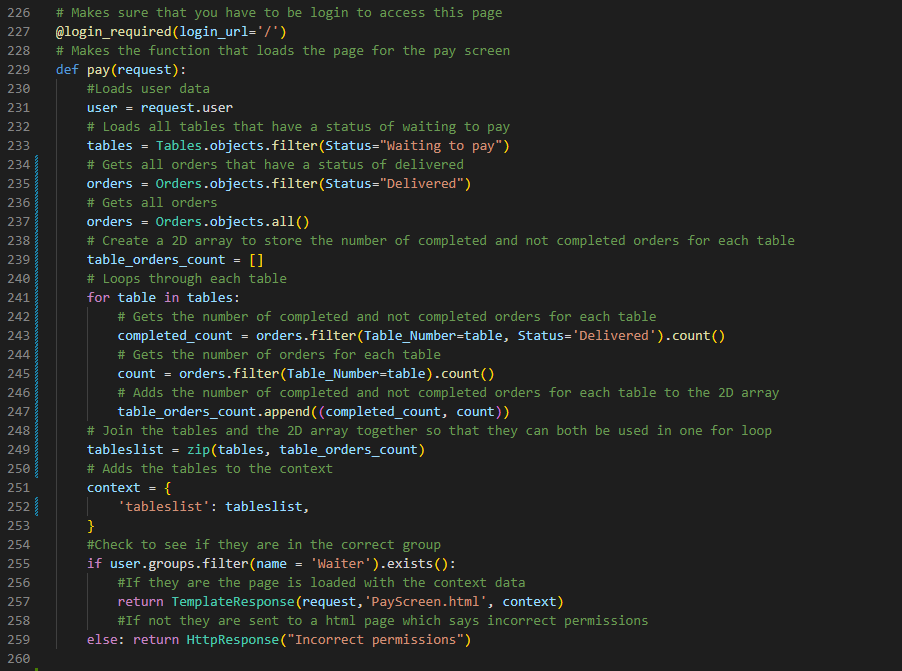 226 # Makes sure that you have to be login to access this page
227 @login_required(login_url='/')
228 # Makes the function that loads the page for the pay screen
229 def pay(request):
230     #Loads user data
231     user = request.user
232     # Loads all tables that have a status of waiting to pay
233     tables = Tables.objects.filter(Status="Waiting to pay")
234     # Gets all orders that have a status of delivered
235     orders = Orders.objects.filter(Status="Delivered")
236     # Gets all orders
237     orders = Orders.objects.all()
238     # Create a 2D array to store the number of completed and not completed orders for each table
239     table_orders_count = []
240     # Loops through each table
241     for table in tables:
242         # Gets the number of completed and not completed orders for each table
243         completed_count = orders.filter(Table_Number=table, Status='Delivered').count()
244         # Gets the number of orders for each table
245         count = orders.filter(Table_Number=table).count()
246         # Adds the number of completed and not completed orders for each table to the 2D array
247         table_orders_count.append((completed_count, count))
248     # Join the tables and the 2D array together so that they can both be used in one for loop
249     tableslist = zip(tables, table_orders_count)
250     # Adds the tables to the context
251     context = {
252         'tableslist': tableslist,
253     }
254     #Check to see if they are in the correct group
255     if user.groups.filter(name = 'Waiter').exists():
256         #If they are the page is loaded with the context data
257         return TemplateResponse(request,'PayScreen.html', context)
258         #If not they are sent to a html page which says incorrect permissions
259     else: return HttpResponse("Incorrect permissions")
260